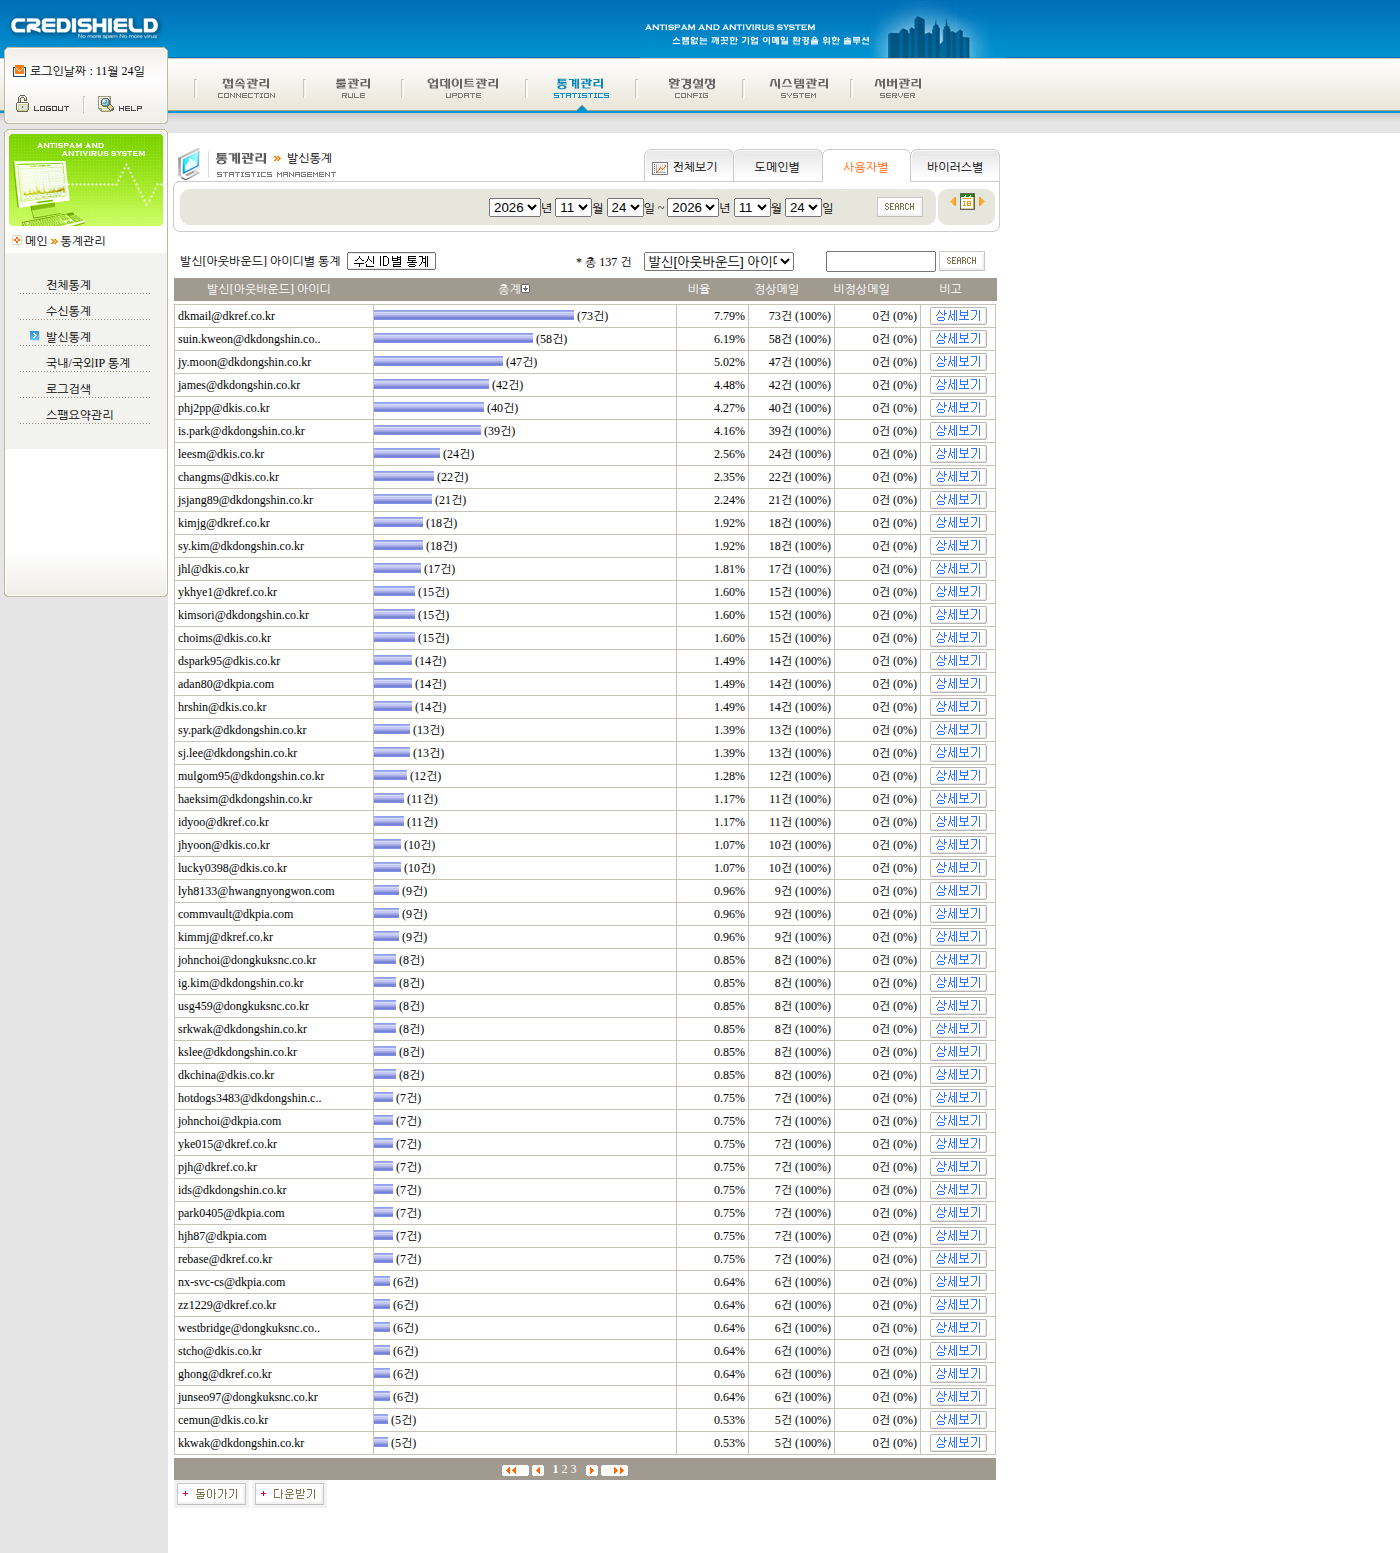 CREDISHIELD
No more spam No more virus
ANTISPAM AND ANTIVIRUS SYSTEM
스팸없는 깨끗한 기업 이메일 환경을 위한 솔루션
로그인날짜 : 11월 24일
LOGOUT HELP
접속관리 룰관리 업데이트관리 통계관리 환경설정 시스템관리 서버관리
CONNECTION RULE UPDATE STATISTICS CONFIG SYSTEM SERVER
ANTISPAM AND
ANTIVIRUS SYSTEM
메인 » 통계관리
전체통계
수신통계
발신통계
국내/국외IP 통계
로그검색
스팸요약관리
통계관리 » 발신통계
STATISTICS MANAGEMENT
전체보기 도메인별 사용자별 바이러스별
2026 년 11 월 24 일 ~ 2026 년 11 월 24 일 SEARCH 18
발신[아웃바운드] 아이디별 통계 수신 ID별 통계 * 총 137 건 발신[아웃바운드] 아이디 SEARCH
발신[아웃바운드] 아이디 총계 비율 정상메일 비정상메일 비고
dkmail@dkref.co.kr (73건) 7.79% 73건 (100%) 0건 (0%) 상세보기
suin.kweon@dkdongshin.co.. (58건) 6.19% 58건 (100%) 0건 (0%) 상세보기
jy.moon@dkdongshin.co.kr (47건) 5.02% 47건 (100%) 0건 (0%) 상세보기
james@dkdongshin.co.kr (42건) 4.48% 42건 (100%) 0건 (0%) 상세보기
phj2pp@dkis.co.kr (40건) 4.27% 40건 (100%) 0건 (0%) 상세보기
is.park@dkdongshin.co.kr (39건) 4.16% 39건 (100%) 0건 (0%) 상세보기
leesm@dkis.co.kr (24건) 2.56% 24건 (100%) 0건 (0%) 상세보기
changms@dkis.co.kr (22건) 2.35% 22건 (100%) 0건 (0%) 상세보기
jsjang89@dkdongshin.co.kr (21건) 2.24% 21건 (100%) 0건 (0%) 상세보기
kimjg@dkref.co.kr (18건) 1.92% 18건 (100%) 0건 (0%) 상세보기
sy.kim@dkdongshin.co.kr (18건) 1.92% 18건 (100%) 0건 (0%) 상세보기
jhl@dkis.co.kr (17건) 1.81% 17건 (100%) 0건 (0%) 상세보기
ykhye1@dkref.co.kr (15건) 1.60% 15건 (100%) 0건 (0%) 상세보기
kimsori@dkdongshin.co.kr (15건) 1.60% 15건 (100%) 0건 (0%) 상세보기
choims@dkis.co.kr (15건) 1.60% 15건 (100%) 0건 (0%) 상세보기
dspark95@dkis.co.kr (14건) 1.49% 14건 (100%) 0건 (0%) 상세보기
adan80@dkpia.com (14건) 1.49% 14건 (100%) 0건 (0%) 상세보기
hrshin@dkis.co.kr (14건) 1.49% 14건 (100%) 0건 (0%) 상세보기
sy.park@dkdongshin.co.kr (13건) 1.39% 13건 (100%) 0건 (0%) 상세보기
sj.lee@dkdongshin.co.kr (13건) 1.39% 13건 (100%) 0건 (0%) 상세보기
mulgom95@dkdongshin.co.kr (12건) 1.28% 12건 (100%) 0건 (0%) 상세보기
haeksim@dkdongshin.co.kr (11건) 1.17% 11건 (100%) 0건 (0%) 상세보기
idyoo@dkref.co.kr (11건) 1.17% 11건 (100%) 0건 (0%) 상세보기
jhyoon@dkis.co.kr (10건) 1.07% 10건 (100%) 0건 (0%) 상세보기
lucky0398@dkis.co.kr (10건) 1.07% 10건 (100%) 0건 (0%) 상세보기
lyh8133@hwangnyongwon.com (9건) 0.96% 9건 (100%) 0건 (0%) 상세보기
commvault@dkpia.com (9건) 0.96% 9건 (100%) 0건 (0%) 상세보기
kimmj@dkref.co.kr (9건) 0.96% 9건 (100%) 0건 (0%) 상세보기
johnchoi@dongkuksnc.co.kr (8건) 0.85% 8건 (100%) 0건 (0%) 상세보기
ig.kim@dkdongshin.co.kr (8건) 0.85% 8건 (100%) 0건 (0%) 상세보기
usg459@dongkuksnc.co.kr (8건) 0.85% 8건 (100%) 0건 (0%) 상세보기
srkwak@dkdongshin.co.kr (8건) 0.85% 8건 (100%) 0건 (0%) 상세보기
kslee@dkdongshin.co.kr (8건) 0.85% 8건 (100%) 0건 (0%) 상세보기
dkchina@dkis.co.kr (8건) 0.85% 8건 (100%) 0건 (0%) 상세보기
hotdogs3483@dkdongshin.c.. (7건) 0.75% 7건 (100%) 0건 (0%) 상세보기
johnchoi@dkpia.com (7건) 0.75% 7건 (100%) 0건 (0%) 상세보기
yke015@dkref.co.kr (7건) 0.75% 7건 (100%) 0건 (0%) 상세보기
pjh@dkref.co.kr (7건) 0.75% 7건 (100%) 0건 (0%) 상세보기
ids@dkdongshin.co.kr (7건) 0.75% 7건 (100%) 0건 (0%) 상세보기
park0405@dkpia.com (7건) 0.75% 7건 (100%) 0건 (0%) 상세보기
hjh87@dkpia.com (7건) 0.75% 7건 (100%) 0건 (0%) 상세보기
rebase@dkref.co.kr (7건) 0.75% 7건 (100%) 0건 (0%) 상세보기
nx-svc-cs@dkpia.com (6건) 0.64% 6건 (100%) 0건 (0%) 상세보기
zz1229@dkref.co.kr (6건) 0.64% 6건 (100%) 0건 (0%) 상세보기
westbridge@dongkuksnc.co.. (6건) 0.64% 6건 (100%) 0건 (0%) 상세보기
stcho@dkis.co.kr (6건) 0.64% 6건 (100%) 0건 (0%) 상세보기
ghong@dkref.co.kr (6건) 0.64% 6건 (100%) 0건 (0%) 상세보기
junseo97@dongkuksnc.co.kr (6건) 0.64% 6건 (100%) 0건 (0%) 상세보기
cemun@dkis.co.kr (5건) 0.53% 5건 (100%) 0건 (0%) 상세보기
kkwak@dkdongshin.co.kr (5건) 0.53% 5건 (100%) 0건 (0%) 상세보기
1 2 3
+ 돌아가기 + 다운받기